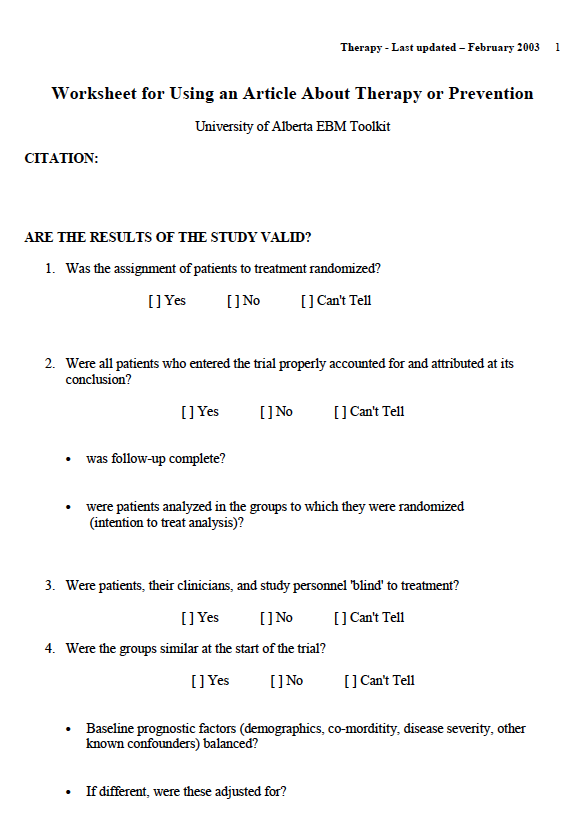 Therapy - Last updated – February 2003 1
Worksheet for Using an Article About Therapy or Prevention
University of Alberta EBM Toolkit
CITATION:
ARE THE RESULTS OF THE STUDY VALID?
1. Was the assignment of patients to treatment randomized?
[ ] Yes [ ] No [ ] Can't Tell
2. Were all patients who entered the trial properly accounted for and attributed at its
conclusion?
[ ] Yes [ ] No [ ] Can't Tell
• was follow-up complete?
• were patients analyzed in the groups to which they were randomized
(intention to treat analysis)?
3. Were patients, their clinicians, and study personnel 'blind' to treatment?
[ ] Yes [ ] No [ ] Can't Tell
4. Were the groups similar at the start of the trial?
[ ] Yes [ ] No [ ] Can't Tell
• Baseline prognostic factors (demographics, co-morditity, disease severity, other
known confounders) balanced?
• If different, were these adjusted for?